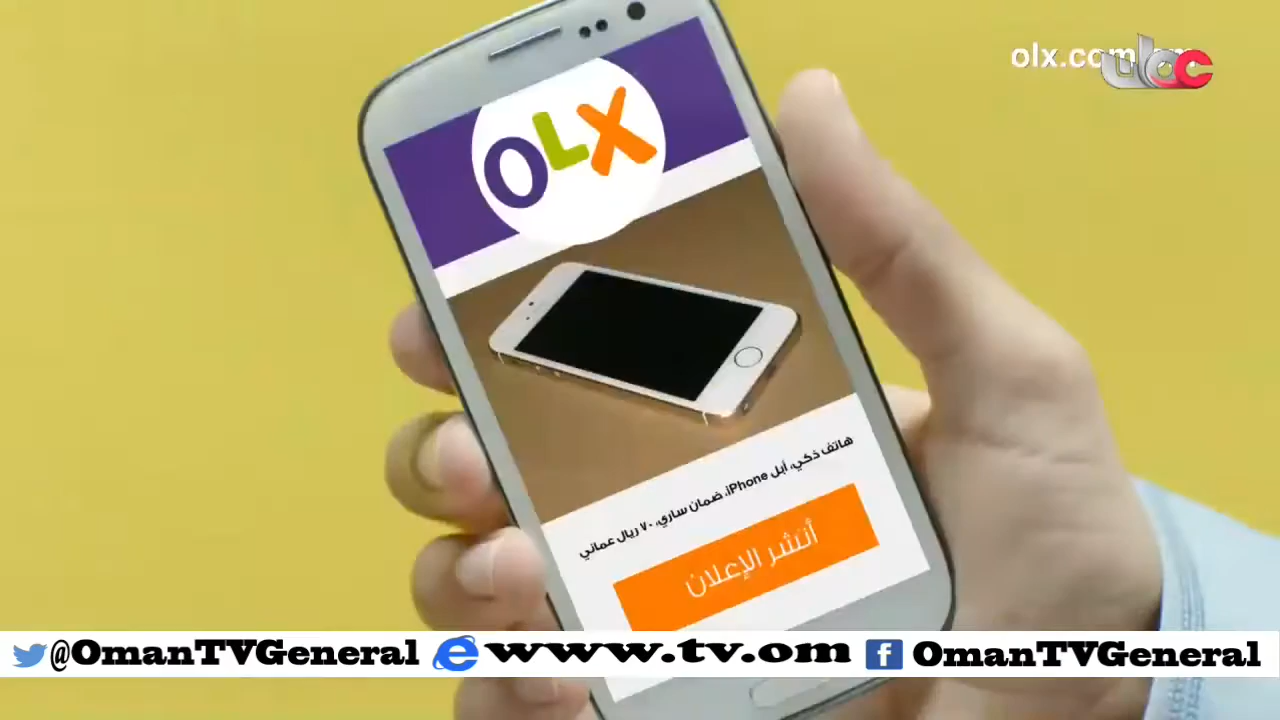 olx.com
OLX
هاتف ذكي، أبل iPhone، ضمان ساري، ٧٠ ريال عماني
أنشر الإعلان
@OmanTVGeneral
www.tv.om
OmanTVGeneral